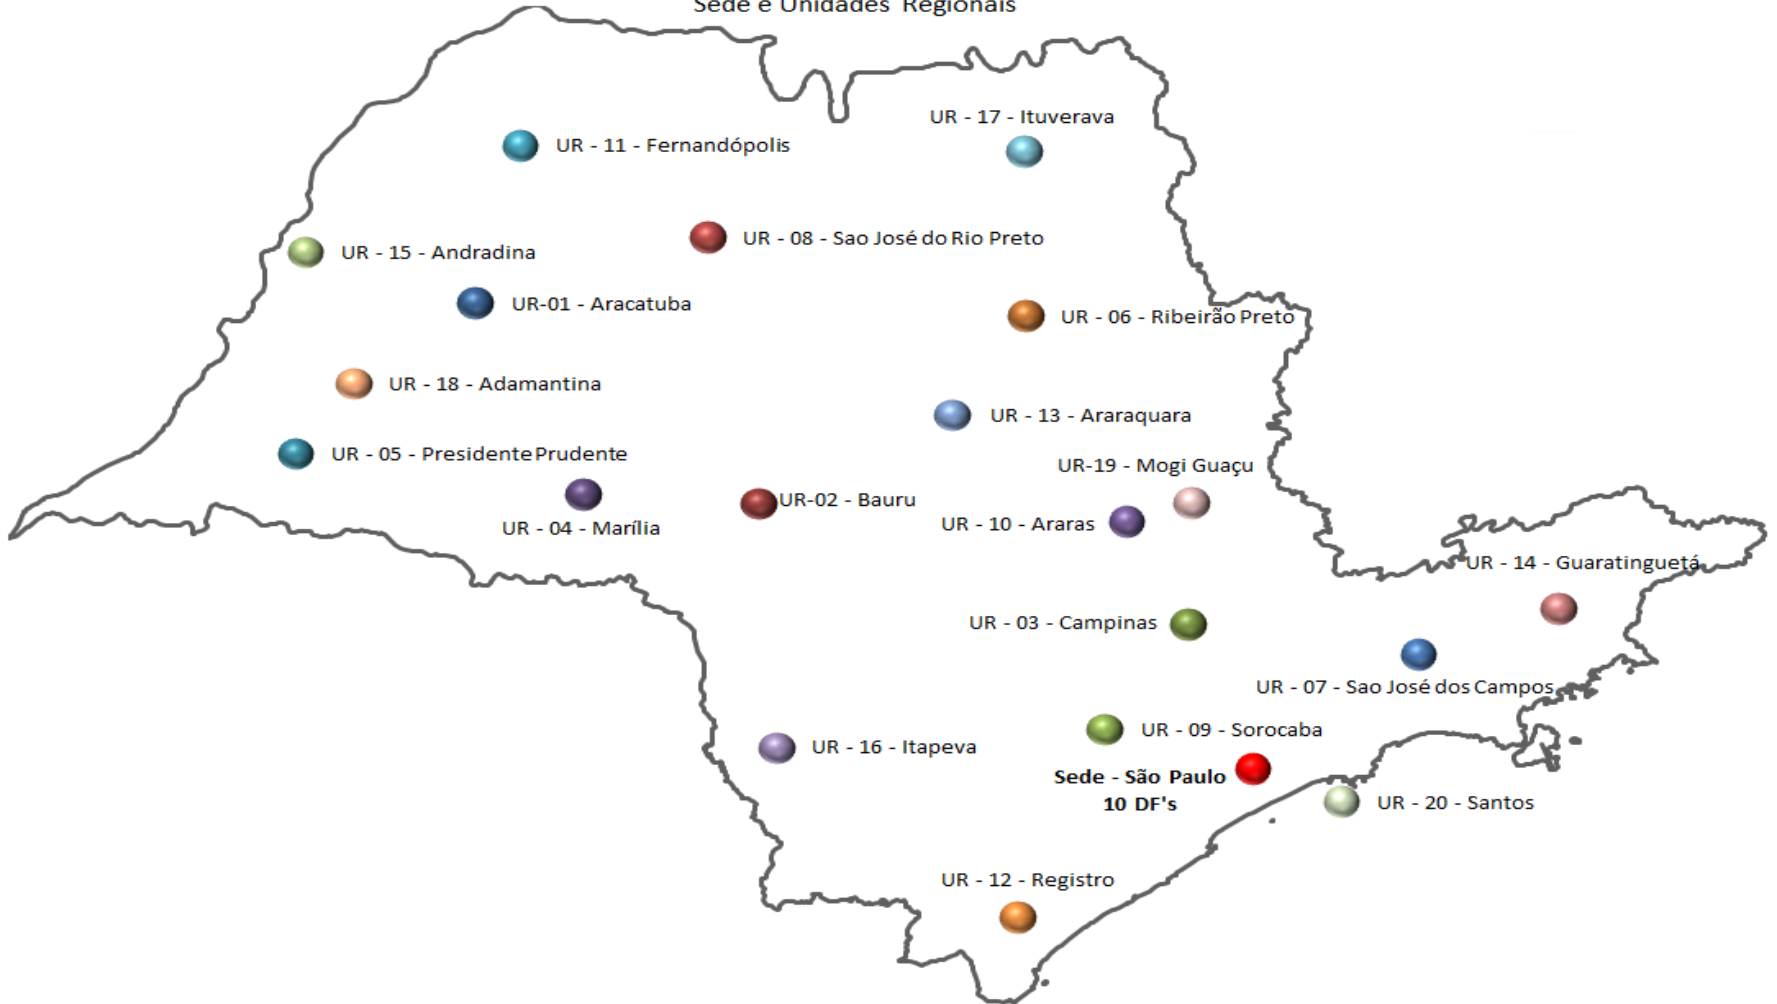 Sede e Unidades Regionais
UR - 17 - Ituverava
UR - 11 - Fernandópolis
UR - 08 - Sao José do Rio Preto
UR - 15 - Andradina
UR-01 - Aracatuba
UR - 06 - Ribeirão Preto
UR - 18 - Adamantina
UR - 13 - Araraquara
UR - 05 - Presidente Prudente
UR-19 - Mogi Guaçu
UR-02 - Bauru
UR - 10 - Araras
UR - 04 - Marília
UR - 14 - Guaratinguetá
UR - 03 - Campinas
UR - 07 - Sao José dos Campos
UR - 09 - Sorocaba
UR - 16 - Itapeva
Sede - São Paulo
10 DF's
UR - 20 - Santos
UR - 12 - Registro